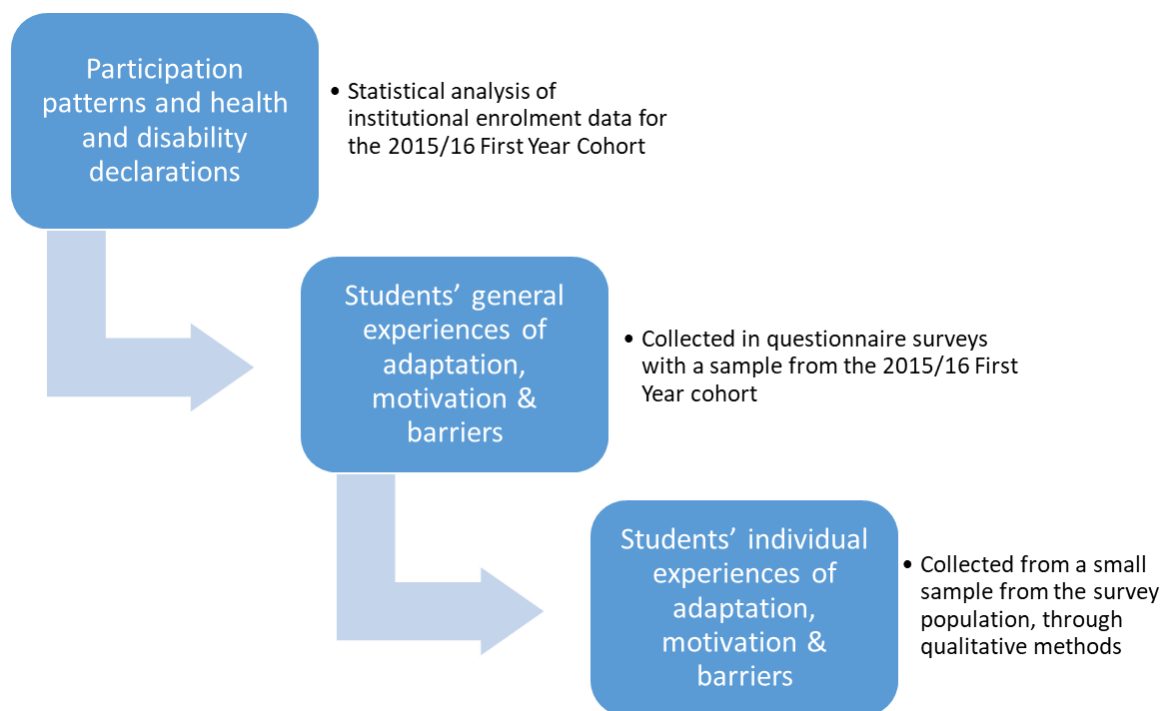 Participation
patterns and health
and disability
declarations
• Statistical analysis of
institutional enrolment data for
the 2015/16 First Year Cohort
Students’ general
experiences of
adaptation,
motivation &
barriers
• Collected in questionnaire surveys
with a sample from the 2015/16 First
Year cohort
Students’ individual
experiences of
adaptation,
motivation &
barriers
• Collected from a small
sample from the survey
population, through
qualitative methods